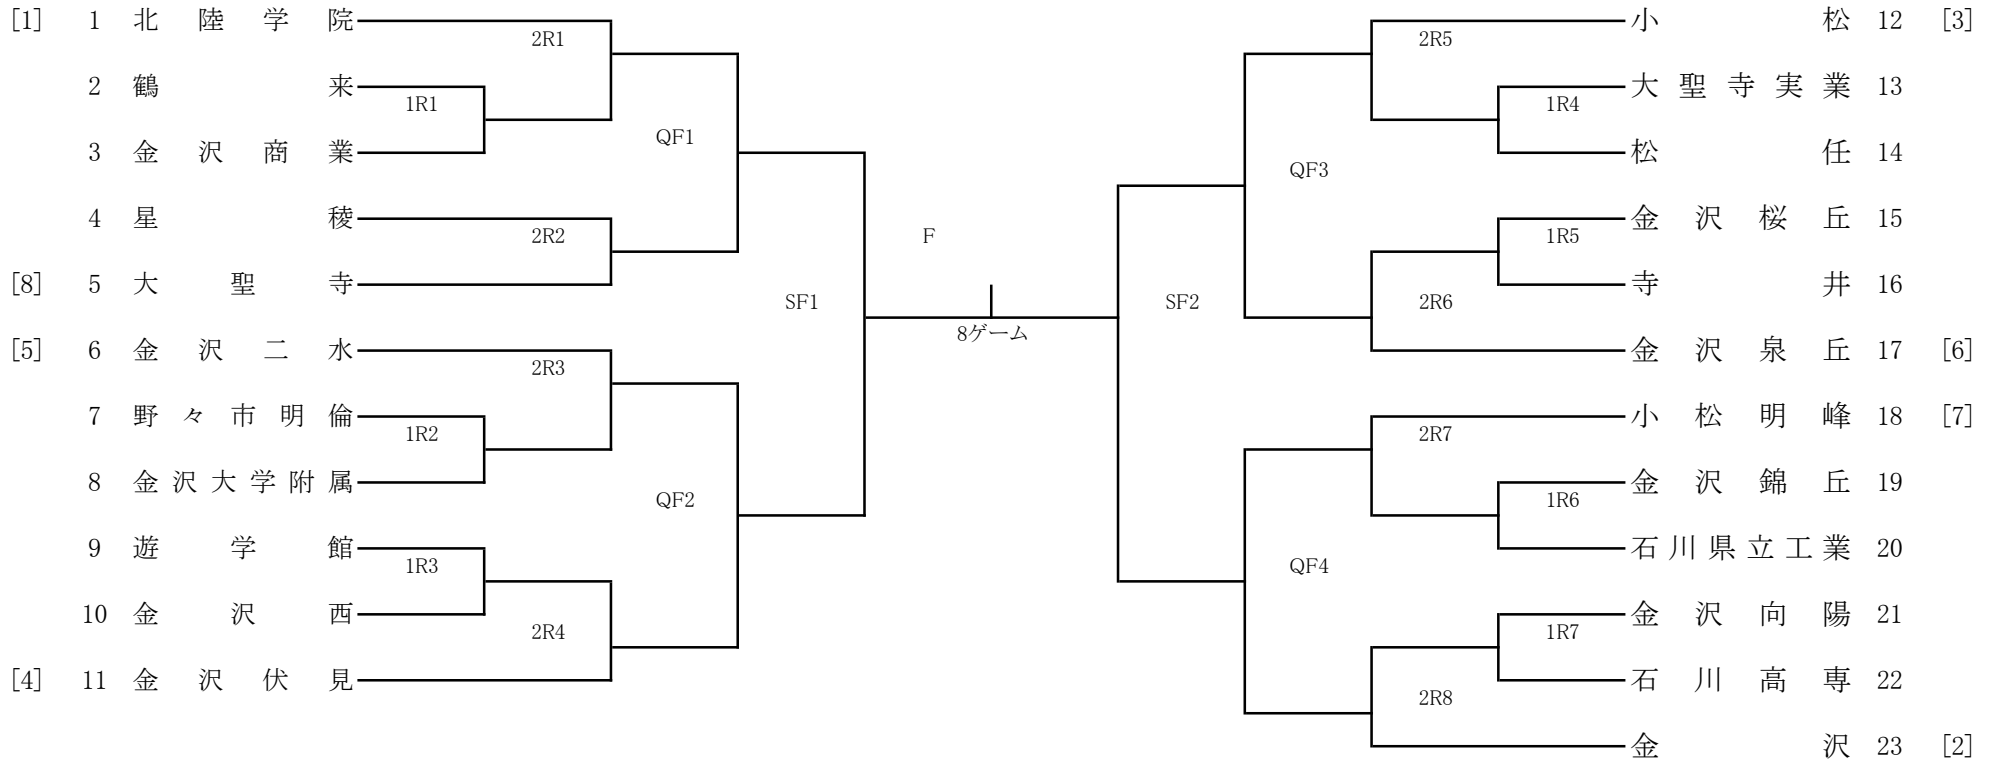 [1] 1 北陸学院
2R1
2 鶴来
1R1
3 金沢商業
QF1
4 星稜
2R2
[8] 5 大聖寺
SF1
[5] 6 金沢二水
2R3
7 野々市明倫
1R2
8 金沢大学附属
QF2
9 遊学館
1R3
10 金沢西
2R4
[4] 11 金沢伏見
F
8ゲーム
小松 12 [3]
2R5
大聖寺実業 13
1R4
松任 14
QF3
金沢桜丘 15
1R5
寺井 16
2R6
SF2
金沢泉丘 17 [6]
小松明峰 18 [7]
2R7
金沢錦丘 19
1R6
石川県立工業 20
QF4
金沢向陽 21
1R7
石川高専 22
2R8
金沢 23 [2]